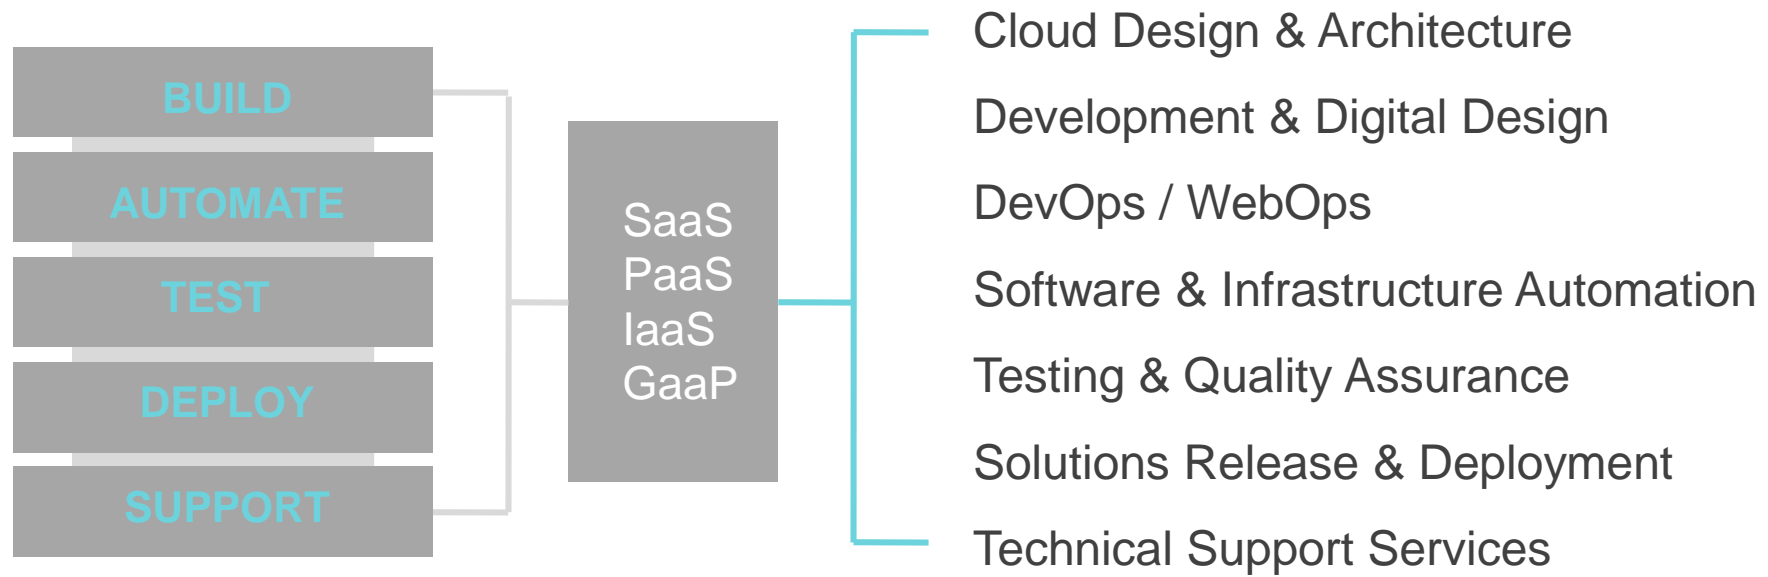 BUILD
AUTOMATE
TEST
DEPLOY
SUPPORT
SaaS
PaaS
IaaS
GaaP
Cloud Design & Architecture
Development & Digital Design
DevOps / WebOps
Software & Infrastructure Automation
Testing & Quality Assurance
Solutions Release & Deployment
Technical Support Services